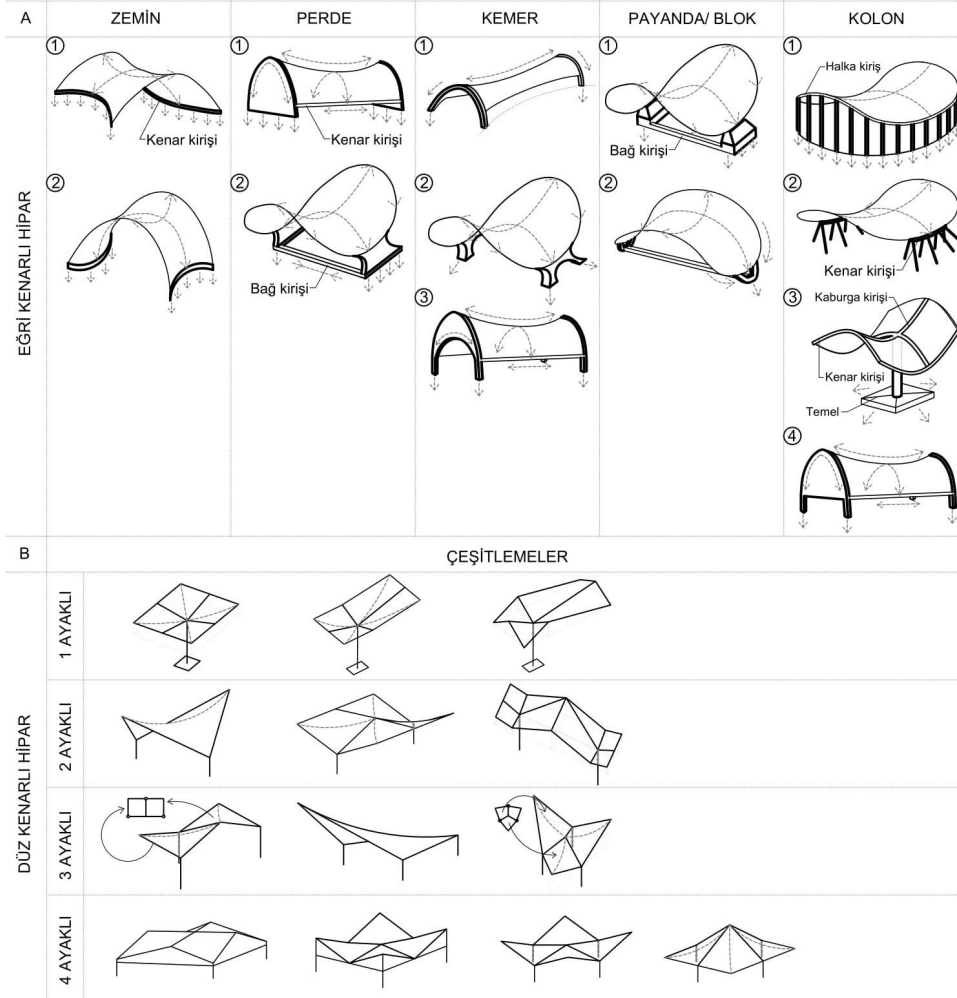 A ZEMİN PERDE KEMER PAYANDA/ BLOK KOLON
EĞRİ KENARLI HİPAR
1 1 1 1 1
Kenar kirişi
Kenar kirişi
Bağ kirişi
Halka kiriş
2 2 2 2 2
Bağ kirişi
Kenar kirişi
3 3
Kaburga kirişi
Kenar kirişi
Temel
4
B ÇEŞİTLEMELER
DÜZ KENARLI HİPAR
1 AYAKLI
2 AYAKLI
3 AYAKLI
4 AYAKLI